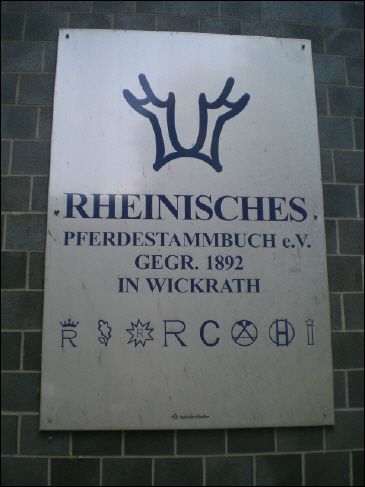 RHEINISCHES
PFERDESTAMMBUCH e.V.
GEGR. 1892
IN WICKRATH
R R R C H i